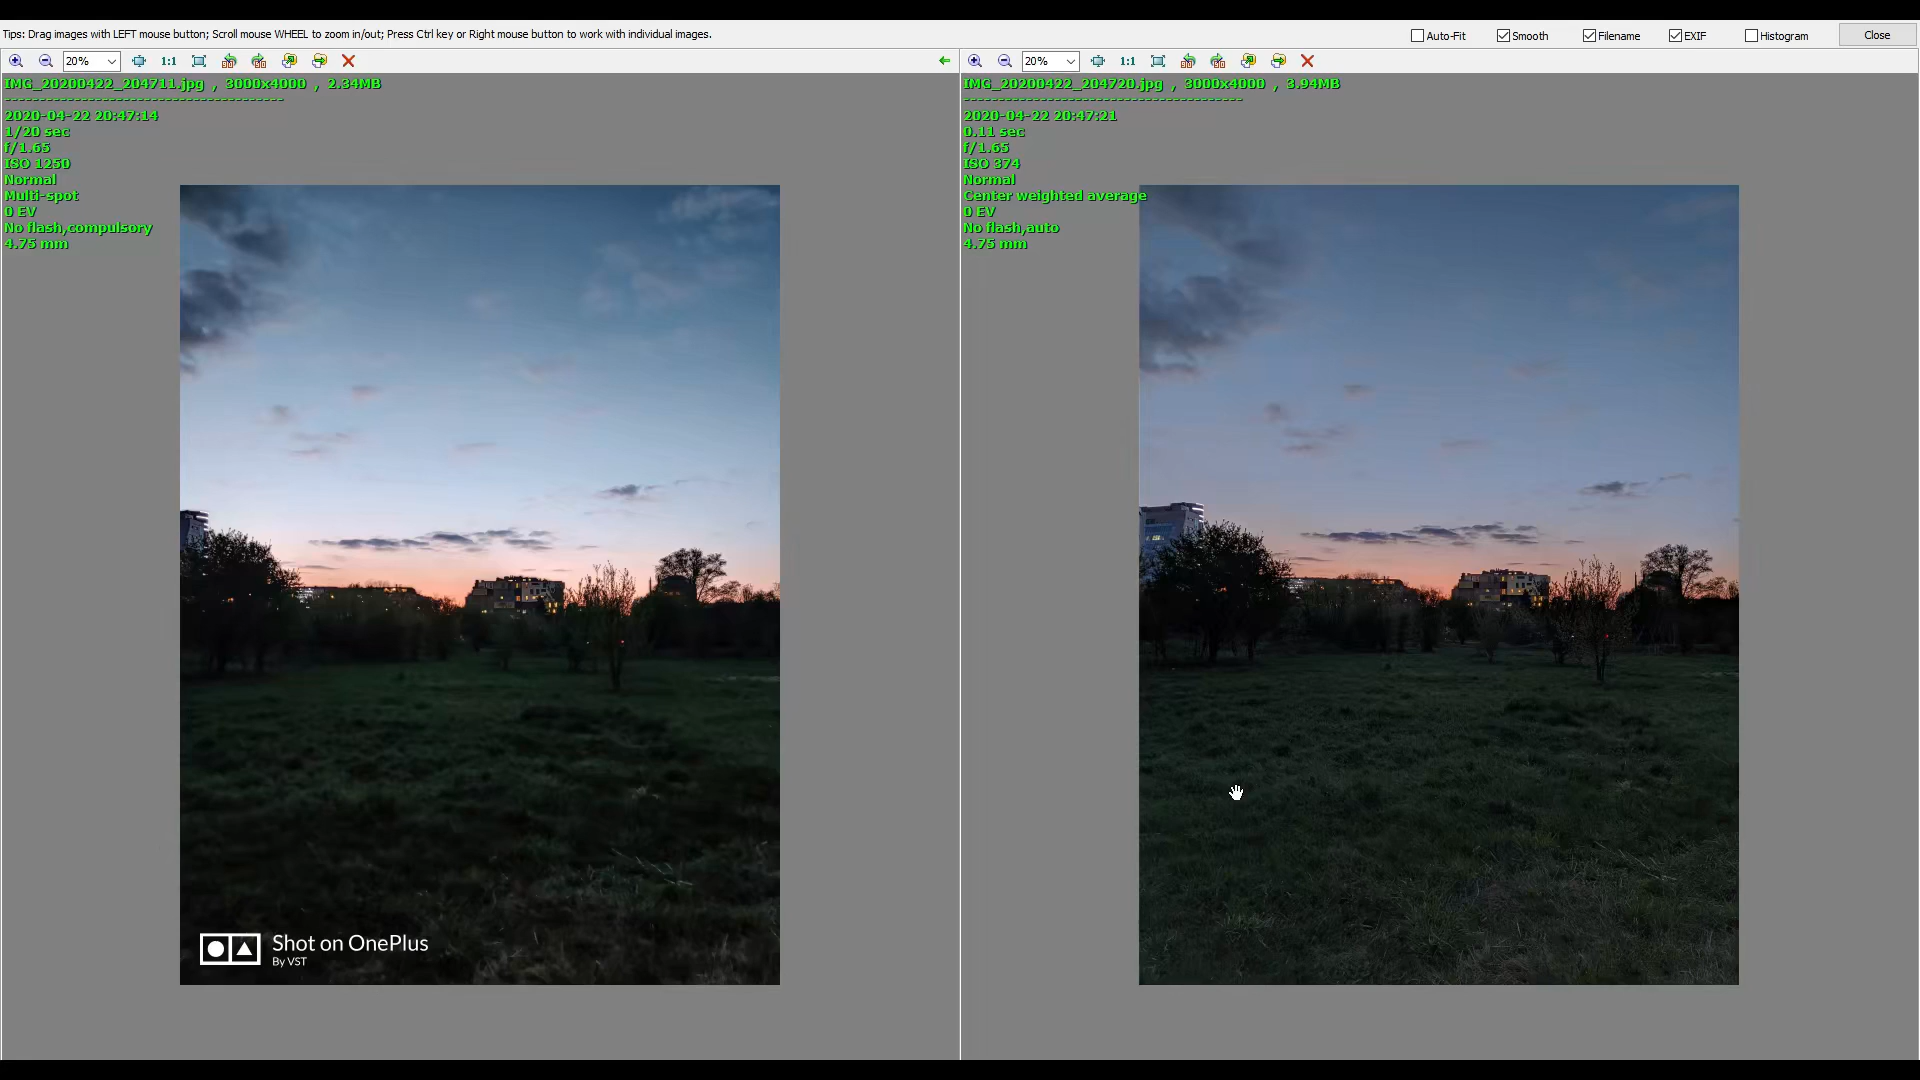 Tips: Drag images with LEFT mouse button; Scroll mouse WHEEL to zoom in/out; Press Ctrl key or Right mouse button to work with individual images.
Auto-Fit Smooth Filename EXIF Histogram Close
20% 1:1
20% 1:1
IMG_20200422_204711.jpg , 3000x4000 , 2.34MB
----------------------------------------
2020-04-22 20:47:14
1/20 sec
f/1.65
ISO 1250
Normal
Multi-spot
0 EV
No flash,compulsory
4.75 mm
Shot on OnePlus
By VST
IMG_20200422_204720.jpg , 3000x4000 , 3.94MB
----------------------------------------
2020-04-22 20:47:21
0.11 sec
f/1.65
ISO 374
Normal
Center weighted average
0 EV
No flash,auto
4.75 mm